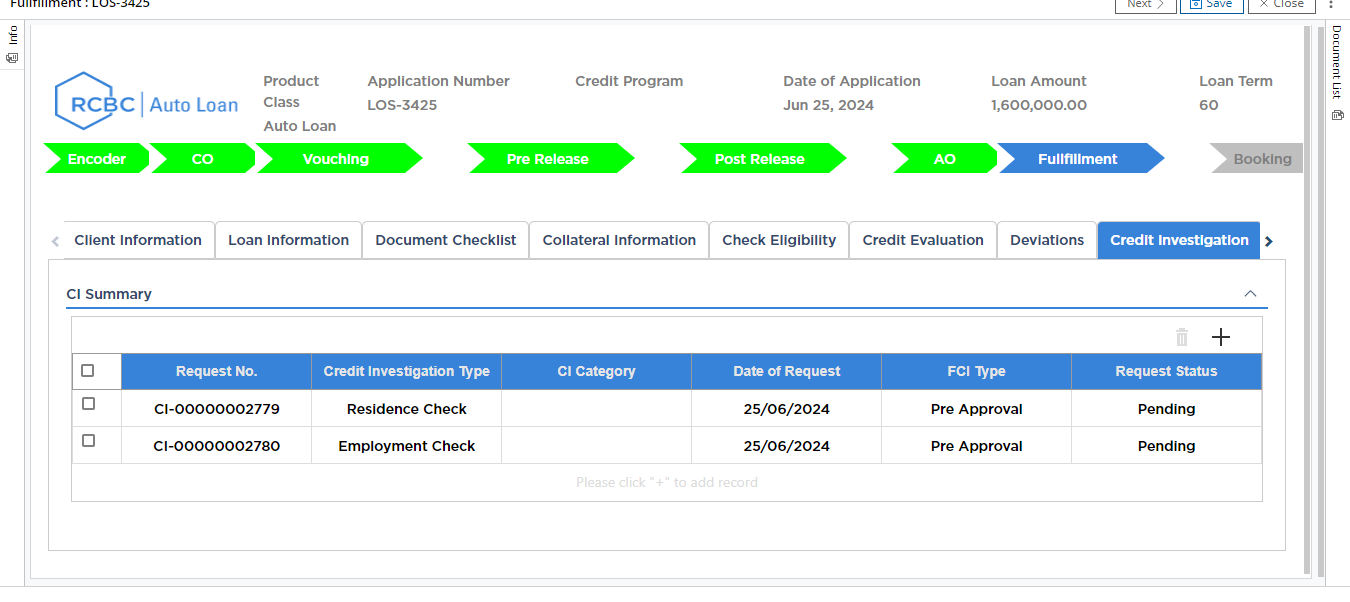 Fullfillment : LOS-3425
Next Save Close
Info
Document List
RCBC Auto Loan
Product Class
Auto Loan
Application Number
LOS-3425
Credit Program
Date of Application
Jun 25, 2024
Loan Amount
1,600,000.00
Loan Term
60
Encoder CO Vouching Pre Release Post Release AO Fullfillment Booking
Client Information Loan Information Document Checklist Collateral Information Check Eligibility Credit Evaluation Deviations Credit Investigation
CI Summary
Request No. Credit Investigation Type CI Category Date of Request FCI Type Request Status
CI-00000002779 Residence Check 25/06/2024 Pre Approval Pending
CI-00000002780 Employment Check 25/06/2024 Pre Approval Pending
Please click "+" to add record